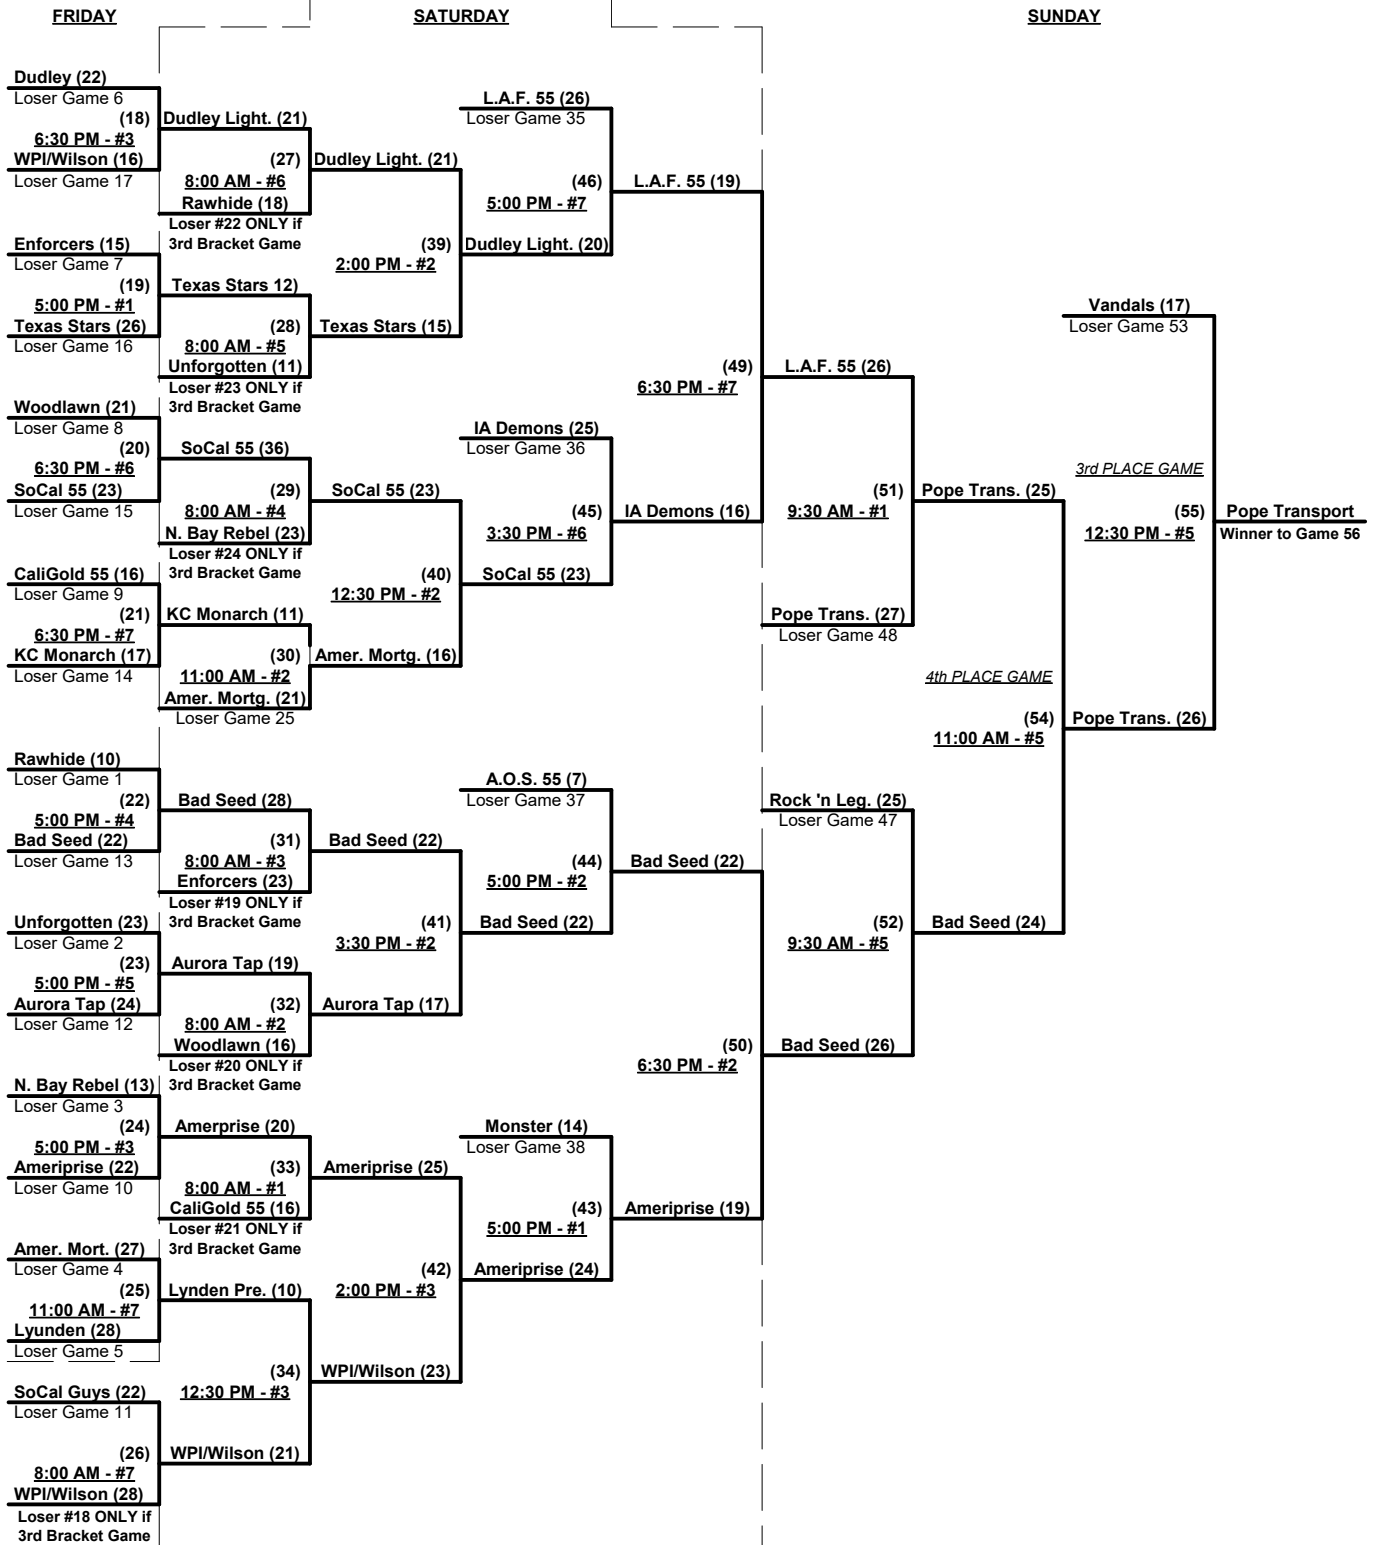 FRIDAY
SATURDAY
SUNDAY
Dudley (22)
Loser Game 6
(18)
6:30 PM - #3
WPI/Wilson (16)
Loser Game 17
Enforcers (15)
Loser Game 7
(19)
5:00 PM - #1
Texas Stars (26)
Loser Game 16
Woodlawn (21)
Loser Game 8
(20)
6:30 PM - #6
SoCal 55 (23)
Loser Game 15
CaliGold 55 (16)
Loser Game 9
(21)
6:30 PM - #7
KC Monarch (17)
Loser Game 14
Rawhide (10)
Loser Game 1
(22)
5:00 PM - #4
Bad Seed (22)
Loser Game 13
Unforgotten (23)
Loser Game 2
(23)
5:00 PM - #5
Aurora Tap (24)
Loser Game 12
N. Bay Rebel (13)
Loser Game 3
(24)
5:00 PM - #3
Ameriprise (22)
Loser Game 10
Amer. Mort. (27)
Loser Game 4
(25)
11:00 AM - #7
Lyunden (28)
Loser Game 5
SoCal Guys (22)
Loser Game 11
(26)
8:00 AM - #7
WPI/Wilson (28)
Loser #18 ONLY if
3rd Bracket Game
Dudley Light. (21)
(27)
8:00 AM - #6
Rawhide (18)
Loser #22 ONLY if
3rd Bracket Game
Texas Stars 12)
(28)
8:00 AM - #5
Unforgotten (11)
Loser #23 ONLY if
3rd Bracket Game
SoCal 55 (36)
(29)
8:00 AM - #4
N. Bay Rebel (23)
Loser #24 ONLY if
3rd Bracket Game
KC Monarch (11)
(30)
11:00 AM - #2
Amer. Mortg. (21)
Loser Game 25
Bad Seed (28)
(31)
8:00 AM - #3
Enforcers (23)
Loser #19 ONLY if
3rd Bracket Game
Aurora Tap (19)
(32)
8:00 AM - #2
Woodlawn (16)
Loser #20 ONLY if
3rd Bracket Game
Amerprise (20)
(33)
8:00 AM - #1
CaliGold 55 (16)
Loser #21 ONLY if
3rd Bracket Game
Lynden Pre. (10)
(34)
12:30 PM - #3
WPI/Wilson (21)
Dudley Light. (21)
(39)
2:00 PM - #2
Texas Stars (15)
SoCal 55 (23)
(40)
12:30 PM - #2
Amer. Mortg. (16)
Bad Seed (22)
(41)
3:30 PM - #2
Aurora Tap (17)
Ameriprise (25)
(42)
2:00 PM - #3
WPI/Wilson (23)
L.A.F. 55 (26)
Loser Game 35
(46)
5:00 PM - #7
Dudley Light. (20)
IA Demons (25)
Loser Game 36
(45)
3:30 PM - #6
SoCal 55 (23)
A.O.S. 55 (7)
Loser Game 37
(44)
5:00 PM - #2
Bad Seed (22)
Monster (14)
Loser Game 38
(43)
5:00 PM - #1
Ameriprise (24)
L.A.F. 55 (19)
(49)
6:30 PM - #7
IA Demons (16)
Bad Seed (22)
(50)
6:30 PM - #2
Ameriprise (19)
L.A.F. 55 (26)
(51)
9:30 AM - #1
Pope Trans. (27)
Loser Game 48
Rock 'n Leg. (25)
Loser Game 47
(52)
9:30 AM - #5
Bad Seed (26)
Pope Trans. (25)
4th PLACE GAME
(54)
11:00 AM - #5
Bad Seed (24)
Vandals (17)
Loser Game 53
3rd PLACE GAME
(55)
12:30 PM - #5
Pope Trans. (26)
Pope Transport
Winner to Game 56